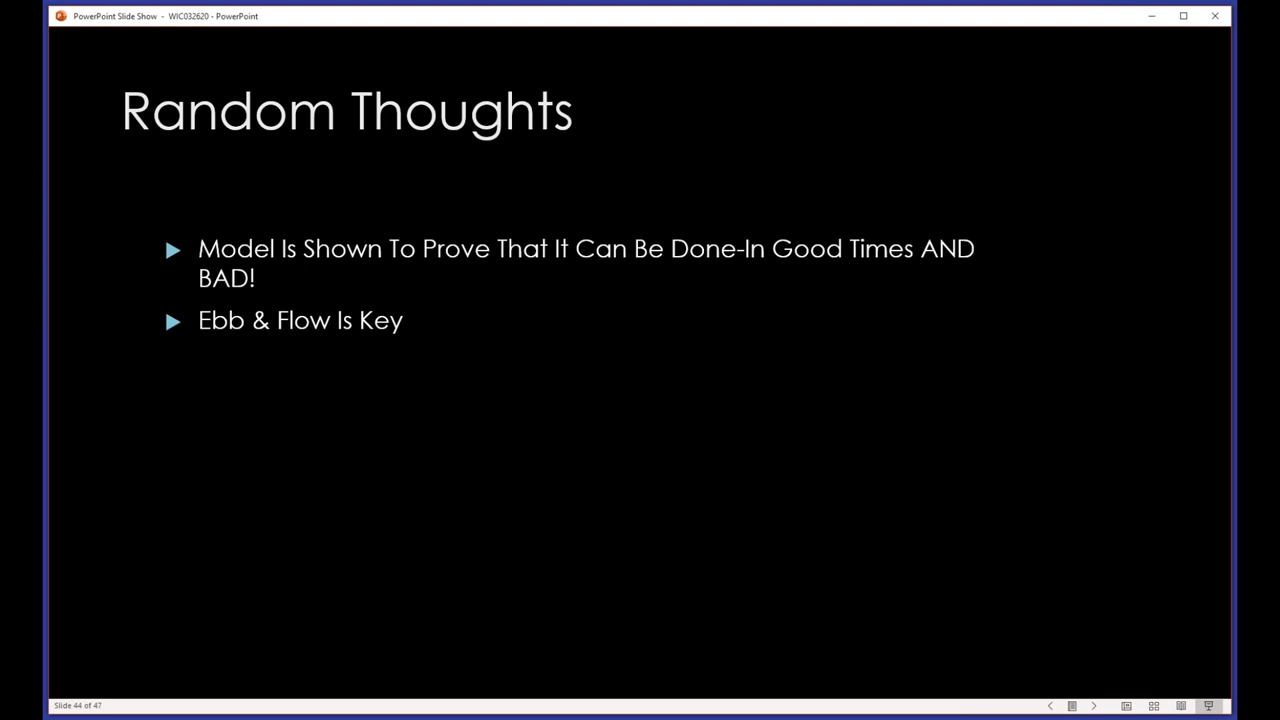 PowerPoint Slide Show - WIC032620 - PowerPoint
Random Thoughts
Model Is Shown To Prove That It Can Be Done-In Good Times AND
BAD!
Ebb & Flow Is Key
Slide 44 of 47